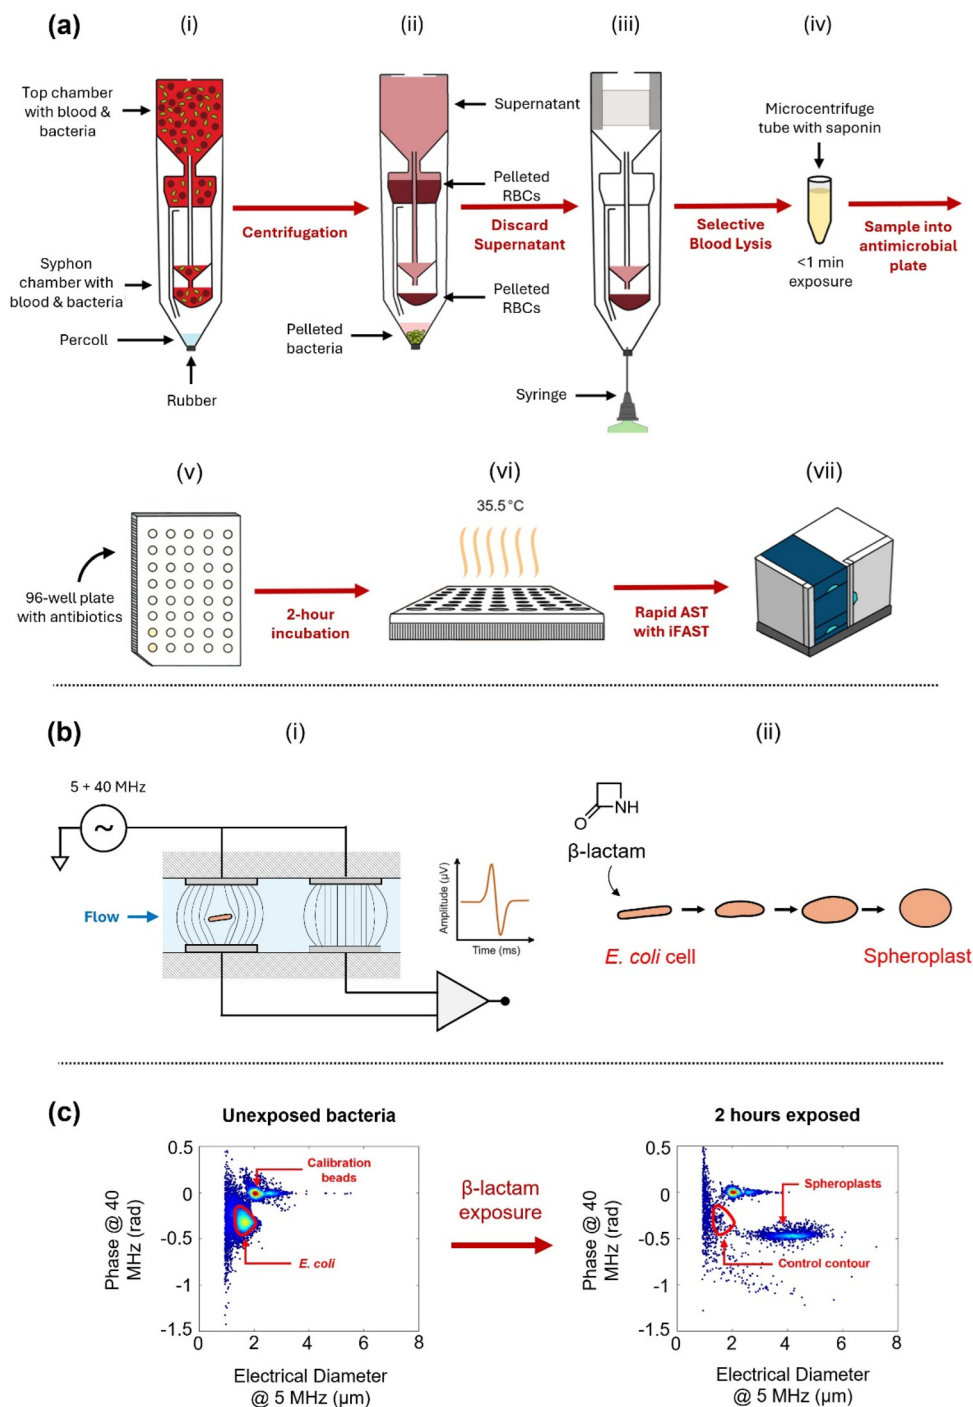 (a)
(i)
(ii)
(iii)
(iv)
Top chamber
with blood &
bacteria
Supernatant
Microcentrifuge
tube with saponin
Pelleted
RBCs
Centrifugation
Discard
Supernatant
Selective
Blood Lysis
<1 min
exposure
Sample into
antimicrobial
plate
Syphon
chamber with
blood & bacteria
Pelleted
RBCs
Percoll
Pelleted
bacteria
Rubber
Syringe
(v)
(vi)
(vii)
35.5 °C
96-well plate
with antibiotics
2-hour
incubation
Rapid AST
with iFAST
(b)
(i)
(ii)
5 + 40 MHz
~
Flow
Amplitude (µV)
Time (ms)
O
NH
β-lactam
E. coli cell
Spheroplast
(c)
Unexposed bacteria
2 hours exposed
Phase @ 40
MHz (rad)
0.5
0
-0.5
-1
-1.5
0
2
4
6
8
Calibration
beads
E. coli
Electrical Diameter
@ 5 MHz (µm)
β-lactam
exposure
Phase @ 40
MHz (rad)
0.5
0
-0.5
-1
-1.5
0
2
4
6
8
Spheroplasts
Control contour
Electrical Diameter
@ 5 MHz (µm)